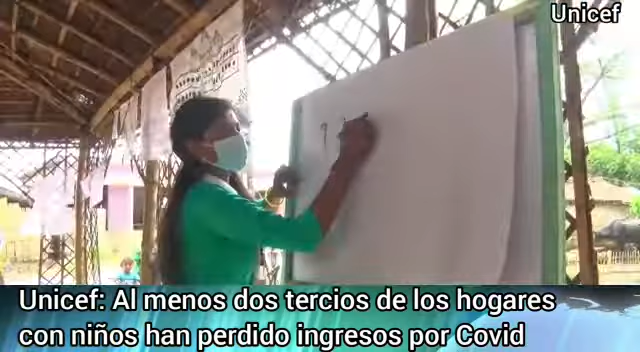 Unicef
Unicef: Al menos dos tercios de los hogares
con niños han perdido ingresos por Covid